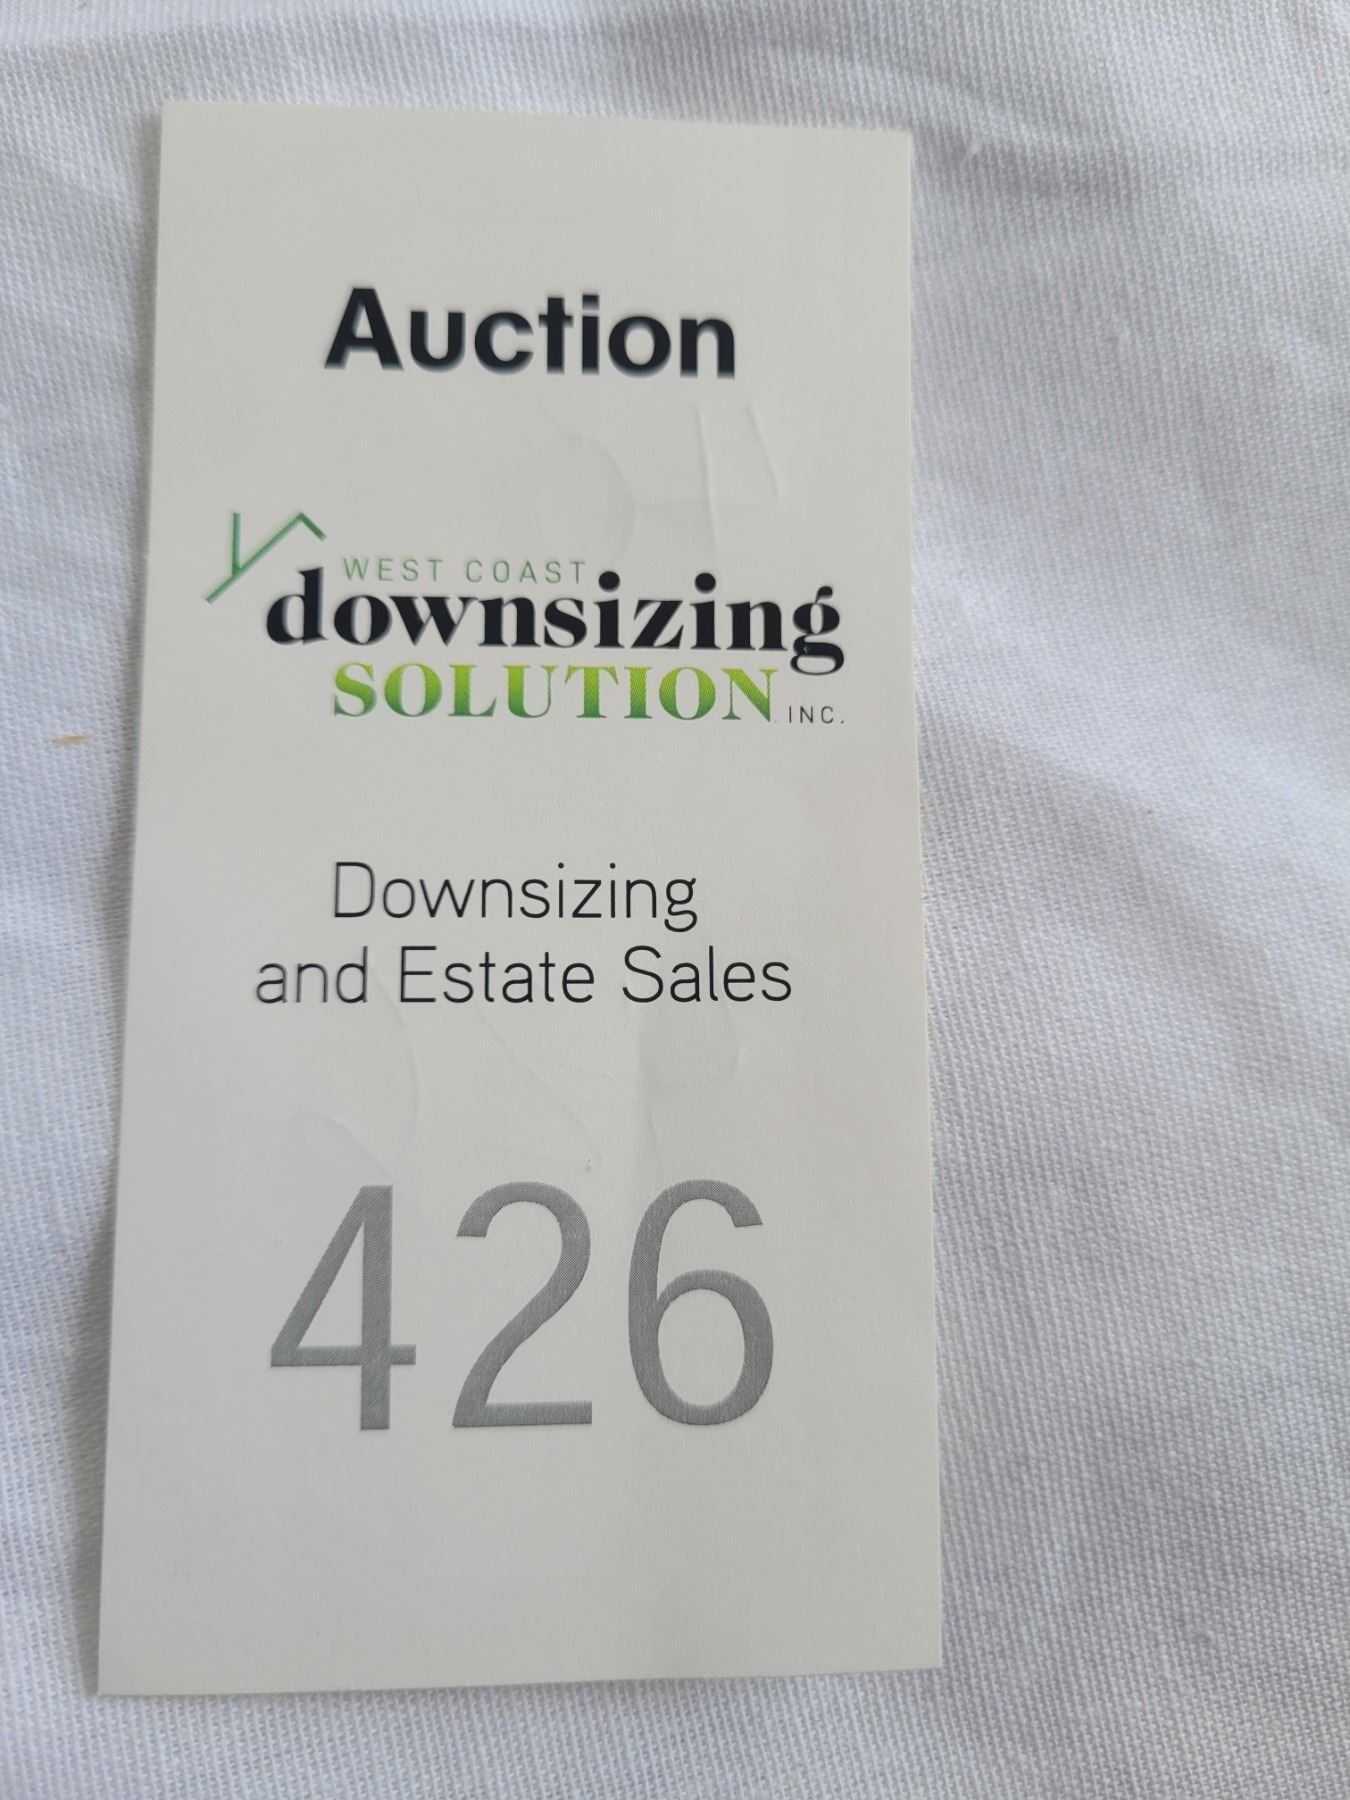 Auction
WEST COAST
downsizing
SOLUTION INC.
Downsizing
and Estate Sales
426